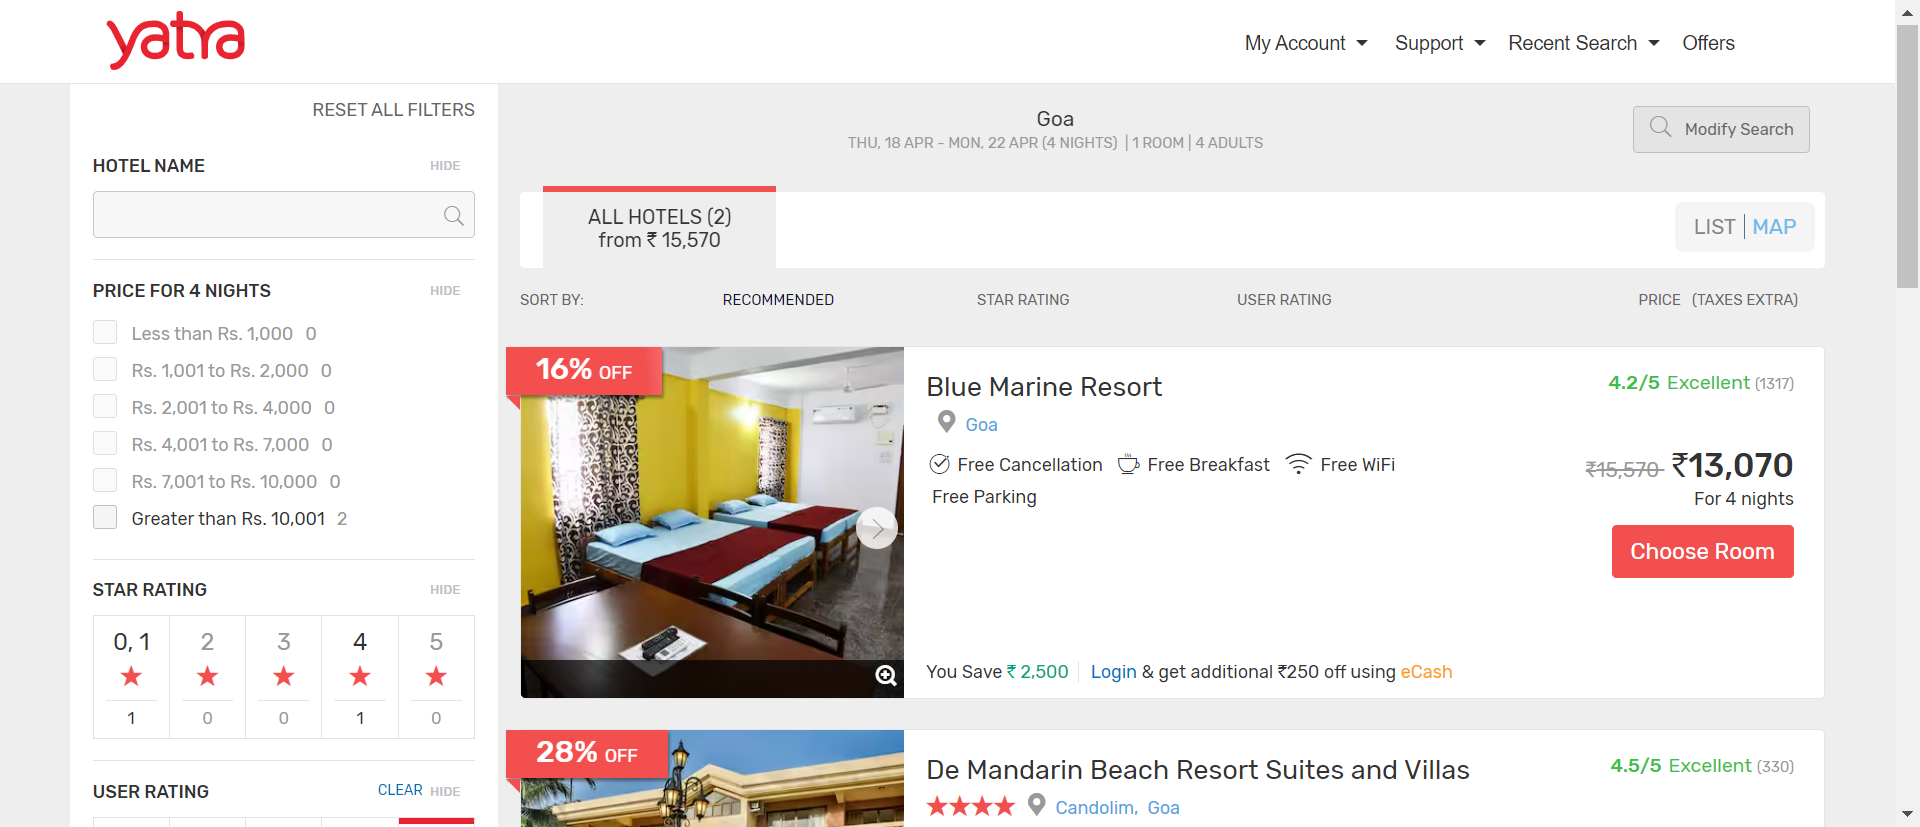 yatra
My Account
Support
Recent Search
Offers
RESET ALL FILTERS
HOTEL NAME
HIDE
PRICE FOR 4 NIGHTS
HIDE
Less than Rs. 1,000 0
Rs. 1,001 to Rs. 2,000 0
Rs. 2,001 to Rs. 4,000 0
Rs. 4,001 to Rs. 7,000 0
Rs. 7,001 to Rs. 10,000 0
Greater than Rs. 10,001 2
STAR RATING
HIDE
0, 1 2 3 4 5
1 0 0 1 0
USER RATING
CLEAR HIDE
Goa
THU, 18 APR - MON, 22 APR (4 NIGHTS) | 1 ROOM | 4 ADULTS
Modify Search
ALL HOTELS (2)
from ₹ 15,570
LIST | MAP
SORT BY: RECOMMENDED STAR RATING USER RATING PRICE (TAXES EXTRA)
16% OFF
Blue Marine Resort
4.2/5 Excellent (1317)
Goa
Free Cancellation Free Breakfast Free WiFi
Free Parking
₹15,570 ₹13,070
For 4 nights
Choose Room
You Save ₹ 2,500 Login & get additional ₹250 off using eCash
28% OFF
De Mandarin Beach Resort Suites and Villas
4.5/5 Excellent (330)
Candolim, Goa